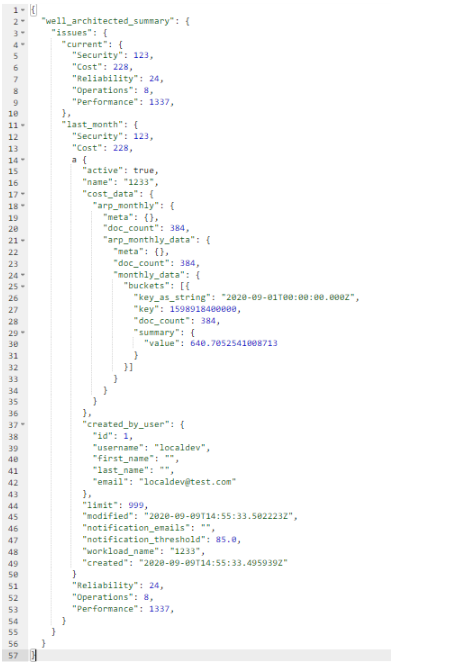 1 {
2 "well_architected_summary": {
3 "issues": {
4 "current": {
5 "Security": 123,
6 "Cost": 228,
7 "Reliability": 24,
8 "Operations": 8,
9 "Performance": 1337,
10 },
11 "last_month": {
12 "Security": 123,
13 "Cost": 228,
14 a {
15 "active": true,
16 "name": "1233",
17 "cost_data": {
18 "arp_monthly": {
19 "meta": {},
20 "doc_count": 384,
21 "arp_monthly_data": {
22 "meta": {},
23 "doc_count": 384,
24 "monthly_data": {
25 "buckets": [{
26 "key_as_string": "2020-09-01T00:00:00.000Z",
27 "key": 1598918400000,
28 "doc_count": 384,
29 "summary": {
30 "value": 640.7052541008713
31 }
32 }]
33 }
34 }
35 }
36 },
37 "created_by_user": {
38 "id": 1,
39 "username": "localdev",
40 "first_name": "",
41 "last_name": "",
42 "email": "localdev@test.com"
43 },
44 "limit": 999,
45 "modified": "2020-09-09T14:55:33.502223Z",
46 "notification_emails": "",
47 "notification_threshold": 85.0,
48 "workload_name": "1233",
49 "created": "2020-09-09T14:55:33.495939Z"
50 }
51 "Reliability": 24,
52 "Operations": 8,
53 "Performance": 1337,
54 }
55 }
56 }
57 }